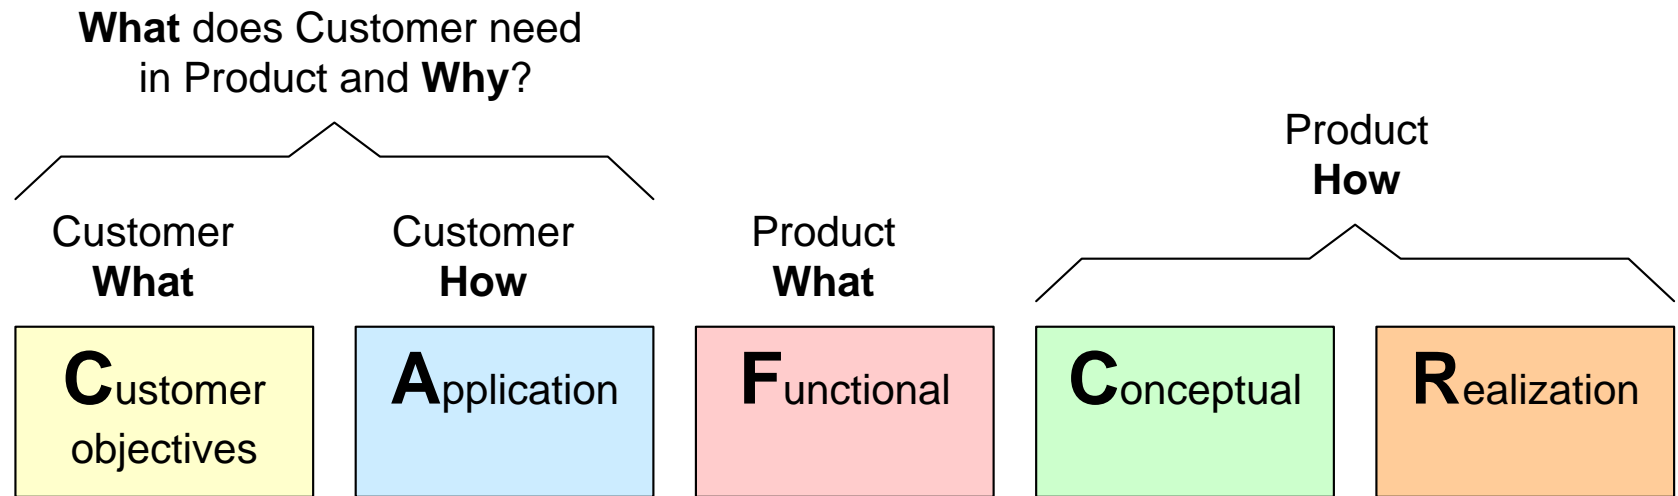 What does Customer need
in Product and Why?
Product
How
Customer
What
Customer
How
Product
What
Customer
objectives
Application
Functional
Conceptual
Realization